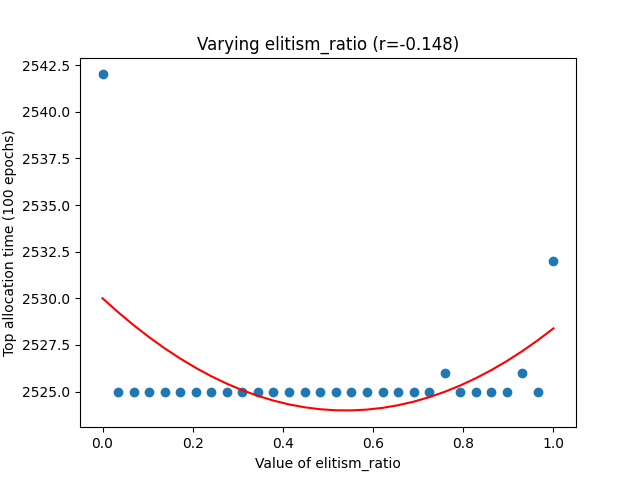 Varying elitism_ratio (r=-0.148)
Top allocation time (100 epochs)
2542.5
2540.0
2537.5
2535.0
2532.5
2530.0
2527.5
2525.0
0.0 0.2 0.4 0.6 0.8 1.0
Value of elitism_ratio